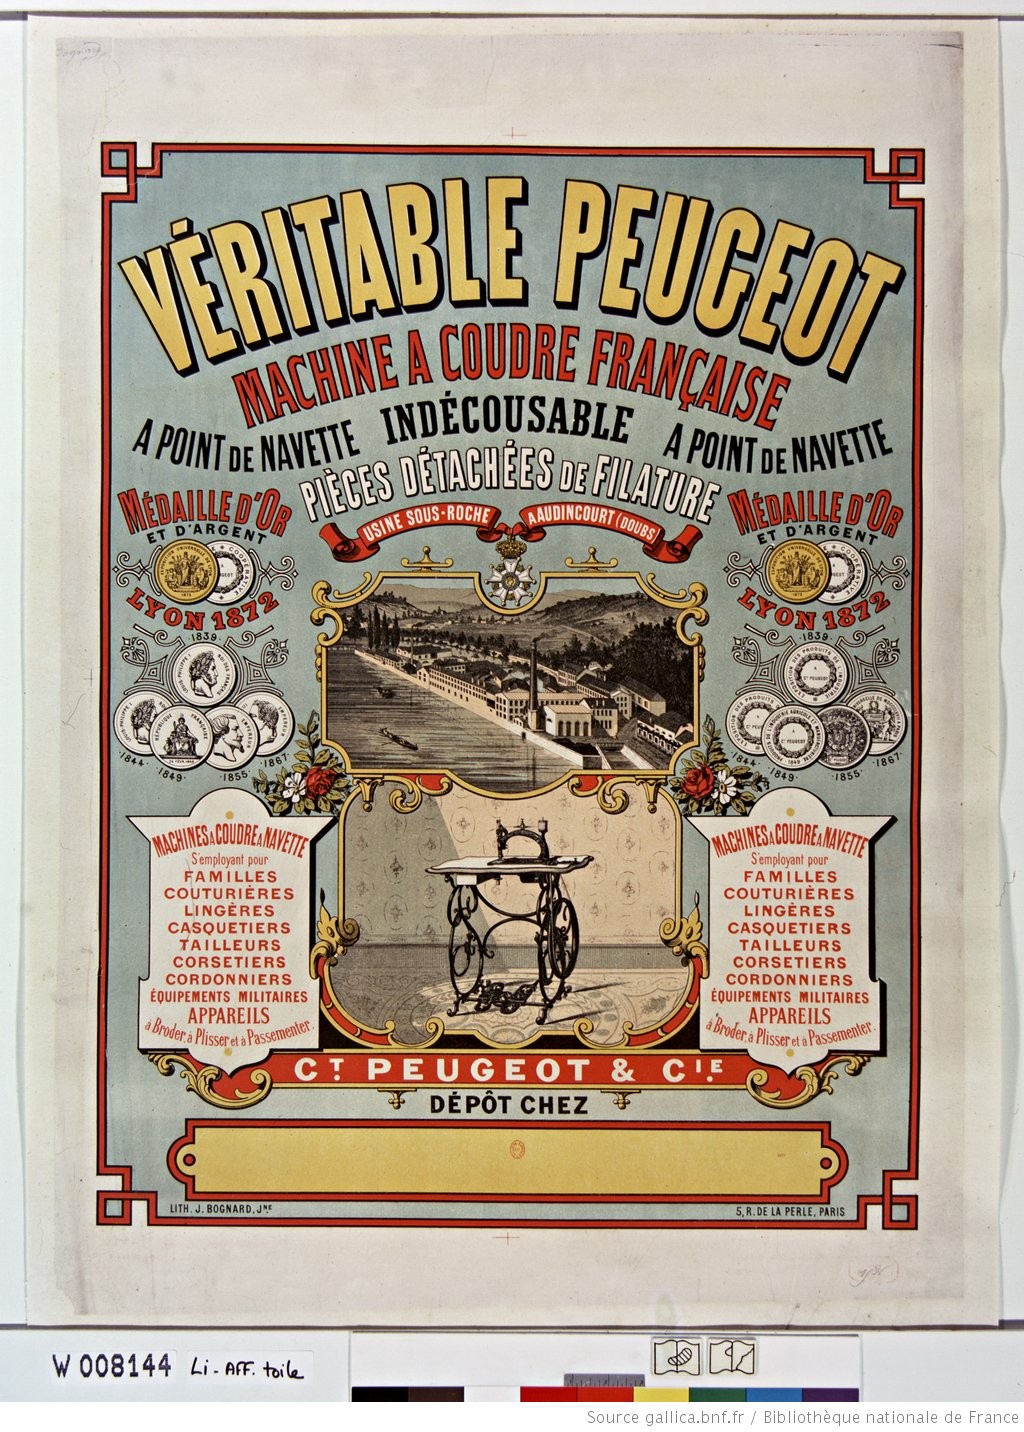 VÉRITABLE PEUGEOT
MACHINE A COUDRE FRANÇAISE
A POINT DE NAVETTE
INDÉCOUSABLE
A POINT DE NAVETTE
PIÈCES DÉTACHÉES DE FILATURE
USINE SOUS-ROCHE
A AUDINCOURT (DOUBS)
MÉDAILLE D'OR
ET D'ARGENT
LYON 1872
·1839·
·1844·
·1849·
·1855·
·1867·
MÉDAILLE D'OR
ET D'ARGENT
LYON 1872
·1839·
·1844·
·1849·
·1855·
·1867·
MACHINES A COUDRE A NAVETTE
S'employant pour
FAMILLES
COUTURIÈRES
LINGÈRES
CASQUETIERS
TAILLEURS
CORSETIERS
CORDONNIERS
ÉQUIPEMENTS MILITAIRES
APPAREILS
à Broder, à Plisser et à Passementer.
MACHINES A COUDRE A NAVETTE
S'employant pour
FAMILLES
COUTURIÈRES
LINGÈRES
CASQUETIERS
TAILLEURS
CORSETIERS
CORDONNIERS
ÉQUIPEMENTS MILITAIRES
APPAREILS
à Broder, à Plisser et à Passementer.
CT. PEUGEOT & CIE.
DÉPÔT CHEZ
LITH. J. BOGNARD, JNE
5, R. DE LA PERLE, PARIS
W 008144 Li-AFF. toile
Source gallica.bnf.fr / Bibliothèque nationale de France